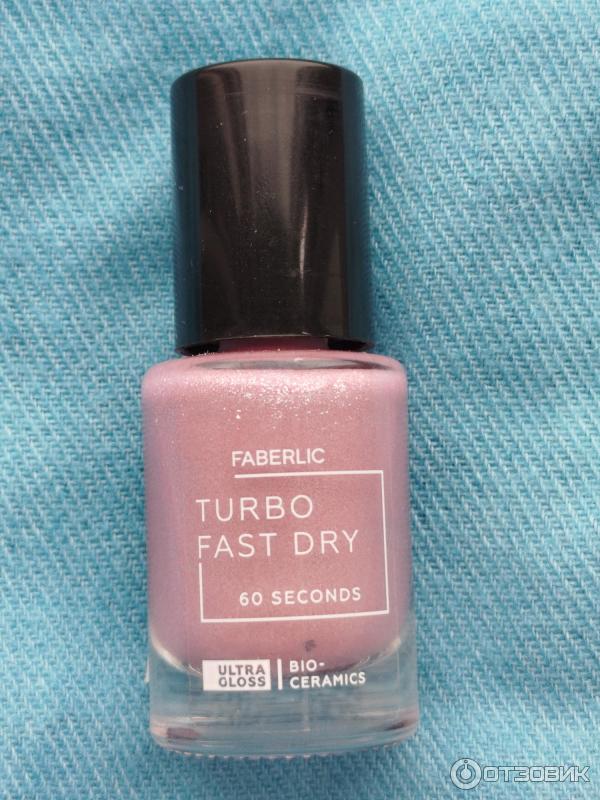 FABERLIC
TURBO
FAST DRY
60 SECONDS
ULTRA
GLOSS
BIO-
CERAMICS
ОТЗОВИК